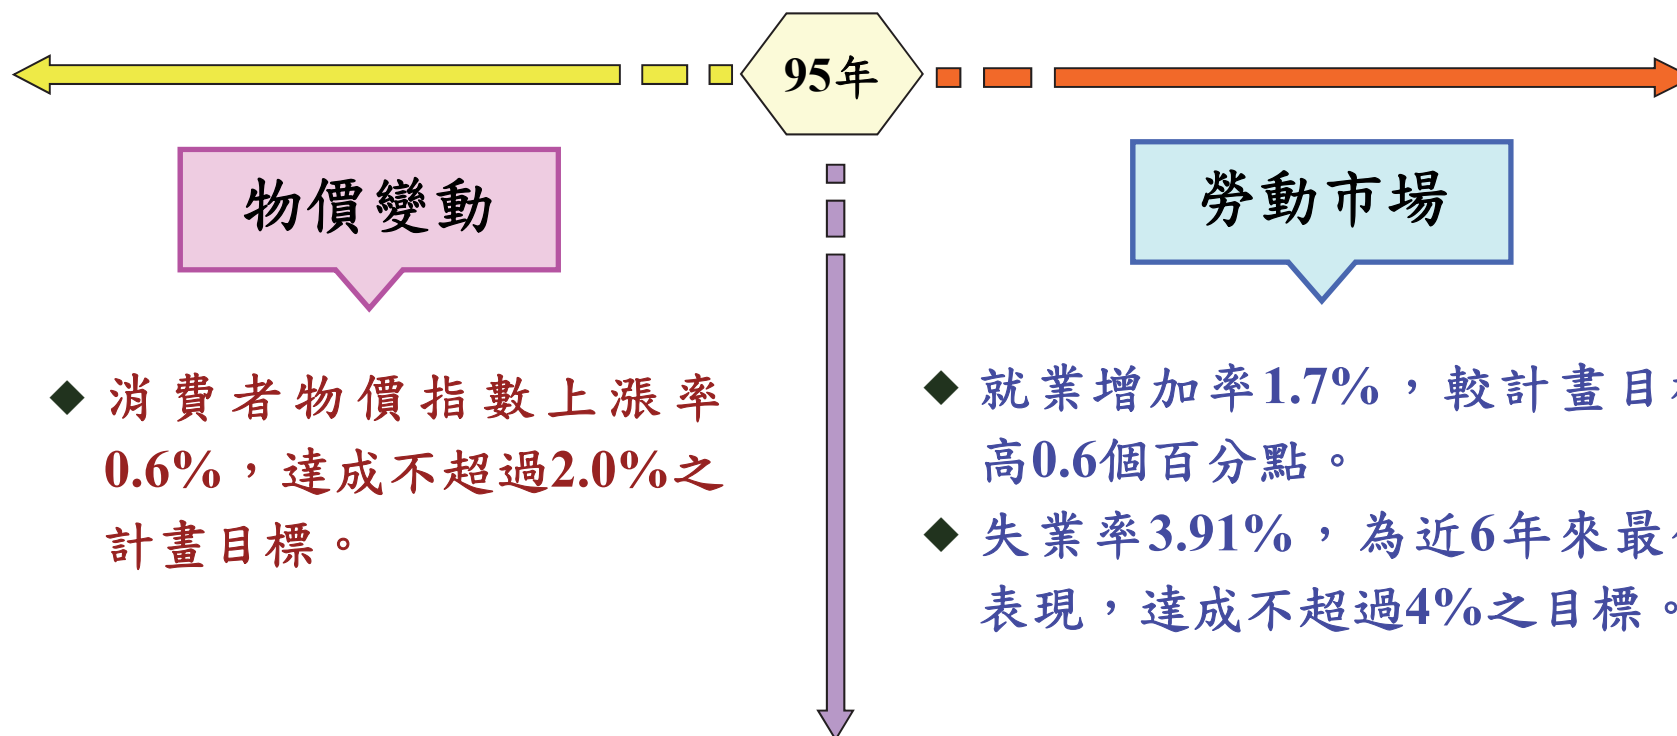 95年
物價變動
消費者物價指數上漲率
0.6%，達成不超過2.0%之
計畫目標。
勞動市場
就業增加率1.7%，較計畫目
高0.6個百分點。
失業率3.91%，為近6年來最
表現，達成不超過4%之目標。